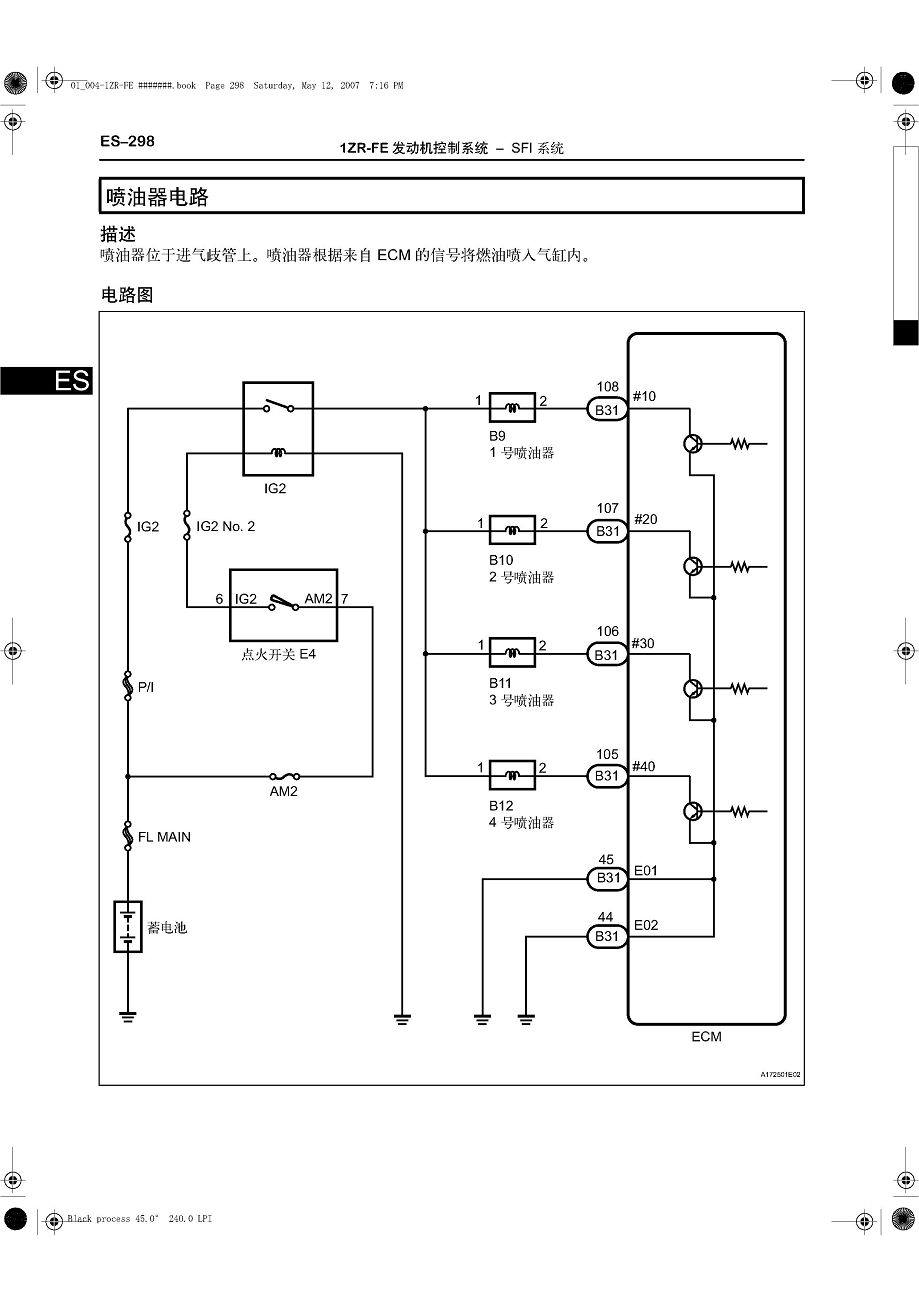 01_004-1ZR-FE #######.book  Page 298  Saturday, May 12, 2007  7:16 PM
ES–298
1ZR-FE 发动机控制系统 – SFI 系统
喷油器电路
描述
喷油器位于进气歧管上。喷油器根据来自 ECM 的信号将燃油喷入气缸内。
电路图
ES
108
1 2 B31 #10
B9
1 号喷油器
IG2
107
IG2
IG2 No. 2
1 2 B31 #20
B10
2 号喷油器
6 IG2 AM2 7
点火开关 E4
106
1 2 B31 #30
B11
3 号喷油器
P/I
105
1 2 B31 #40
AM2
B12
4 号喷油器
FL MAIN
45
B31 E01
44
B31 E02
蓄电池
ECM
A172501E02
Black process 45.0° 240.0 LPI